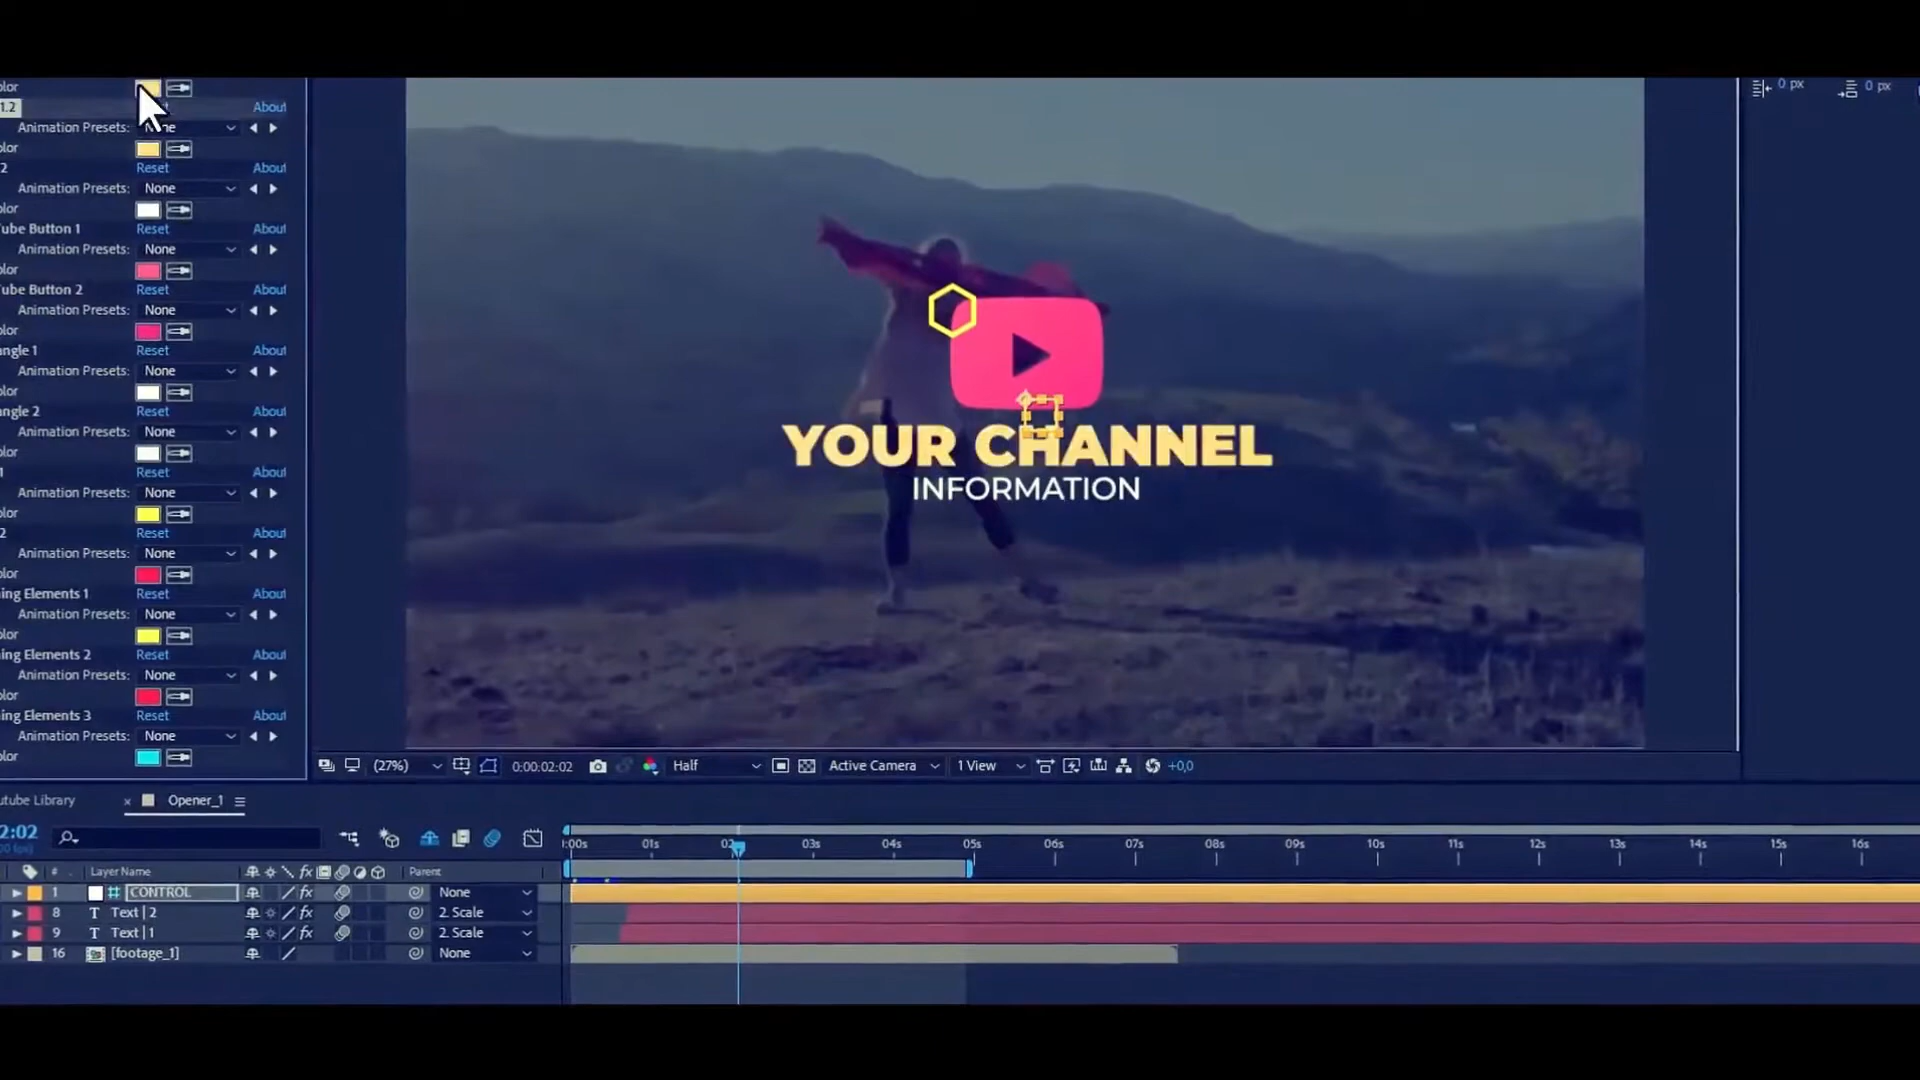 olor
1.2 About
Animation Presets: None
olor
2 Reset About
Animation Presets: None
olor
ube Button 1 Reset About
Animation Presets: None
olor
ube Button 2 Reset About
Animation Presets: None
olor
angle 1 Reset About
Animation Presets: None
olor
angle 2 Reset About
Animation Presets: None
olor
1 Reset About
Animation Presets: None
olor
2 Reset About
Animation Presets: None
olor
ing Elements 1 Reset About
Animation Presets: None
olor
ing Elements 2 Reset About
Animation Presets: None
olor
ing Elements 3 Reset About
Animation Presets: None
olor
0 px 0 px
YOUR CHANNEL
INFORMATION
(27%) 0:00:02:02 Half Active Camera 1 View +0,0
utube Library × Opener_1
2:02
:00s 01s 02 03s 04s 05s 06s 07s 08s 09s 10s 11s 12s 13s 14s 15s 16s
# Layer Name fx Parent
1 CONTROL fx None
8 T Text | 2 fx 2. Scale
9 T Text | 1 fx 2. Scale
16 [footage_1] None